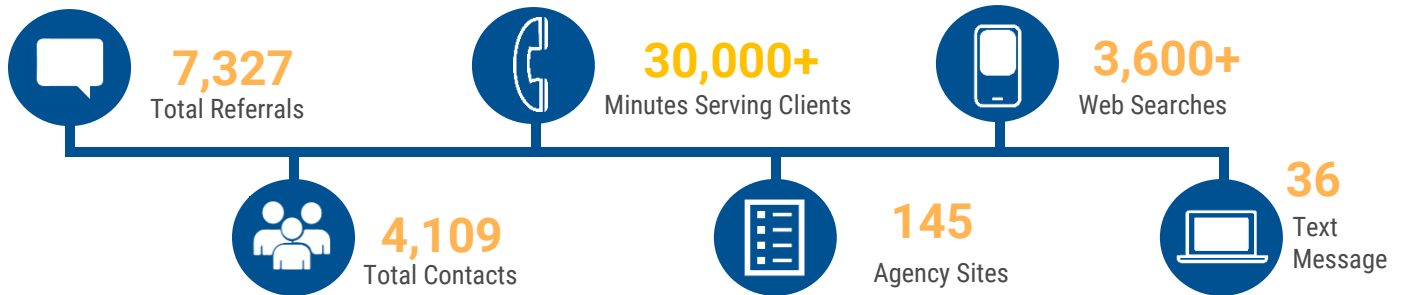 7,327
Total Referrals
30,000+
Minutes Serving Clients
3,600+
Web Searches
4,109
Total Contacts
145
Agency Sites
36
Text
Message